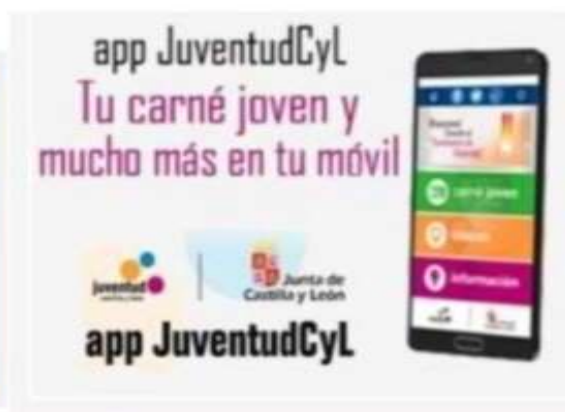 app JuventudCyL
Tu carné joven y
mucho más en tu móvil
carné joven
información
juventud
Junta de
Castilla y León
app JuventudCyL